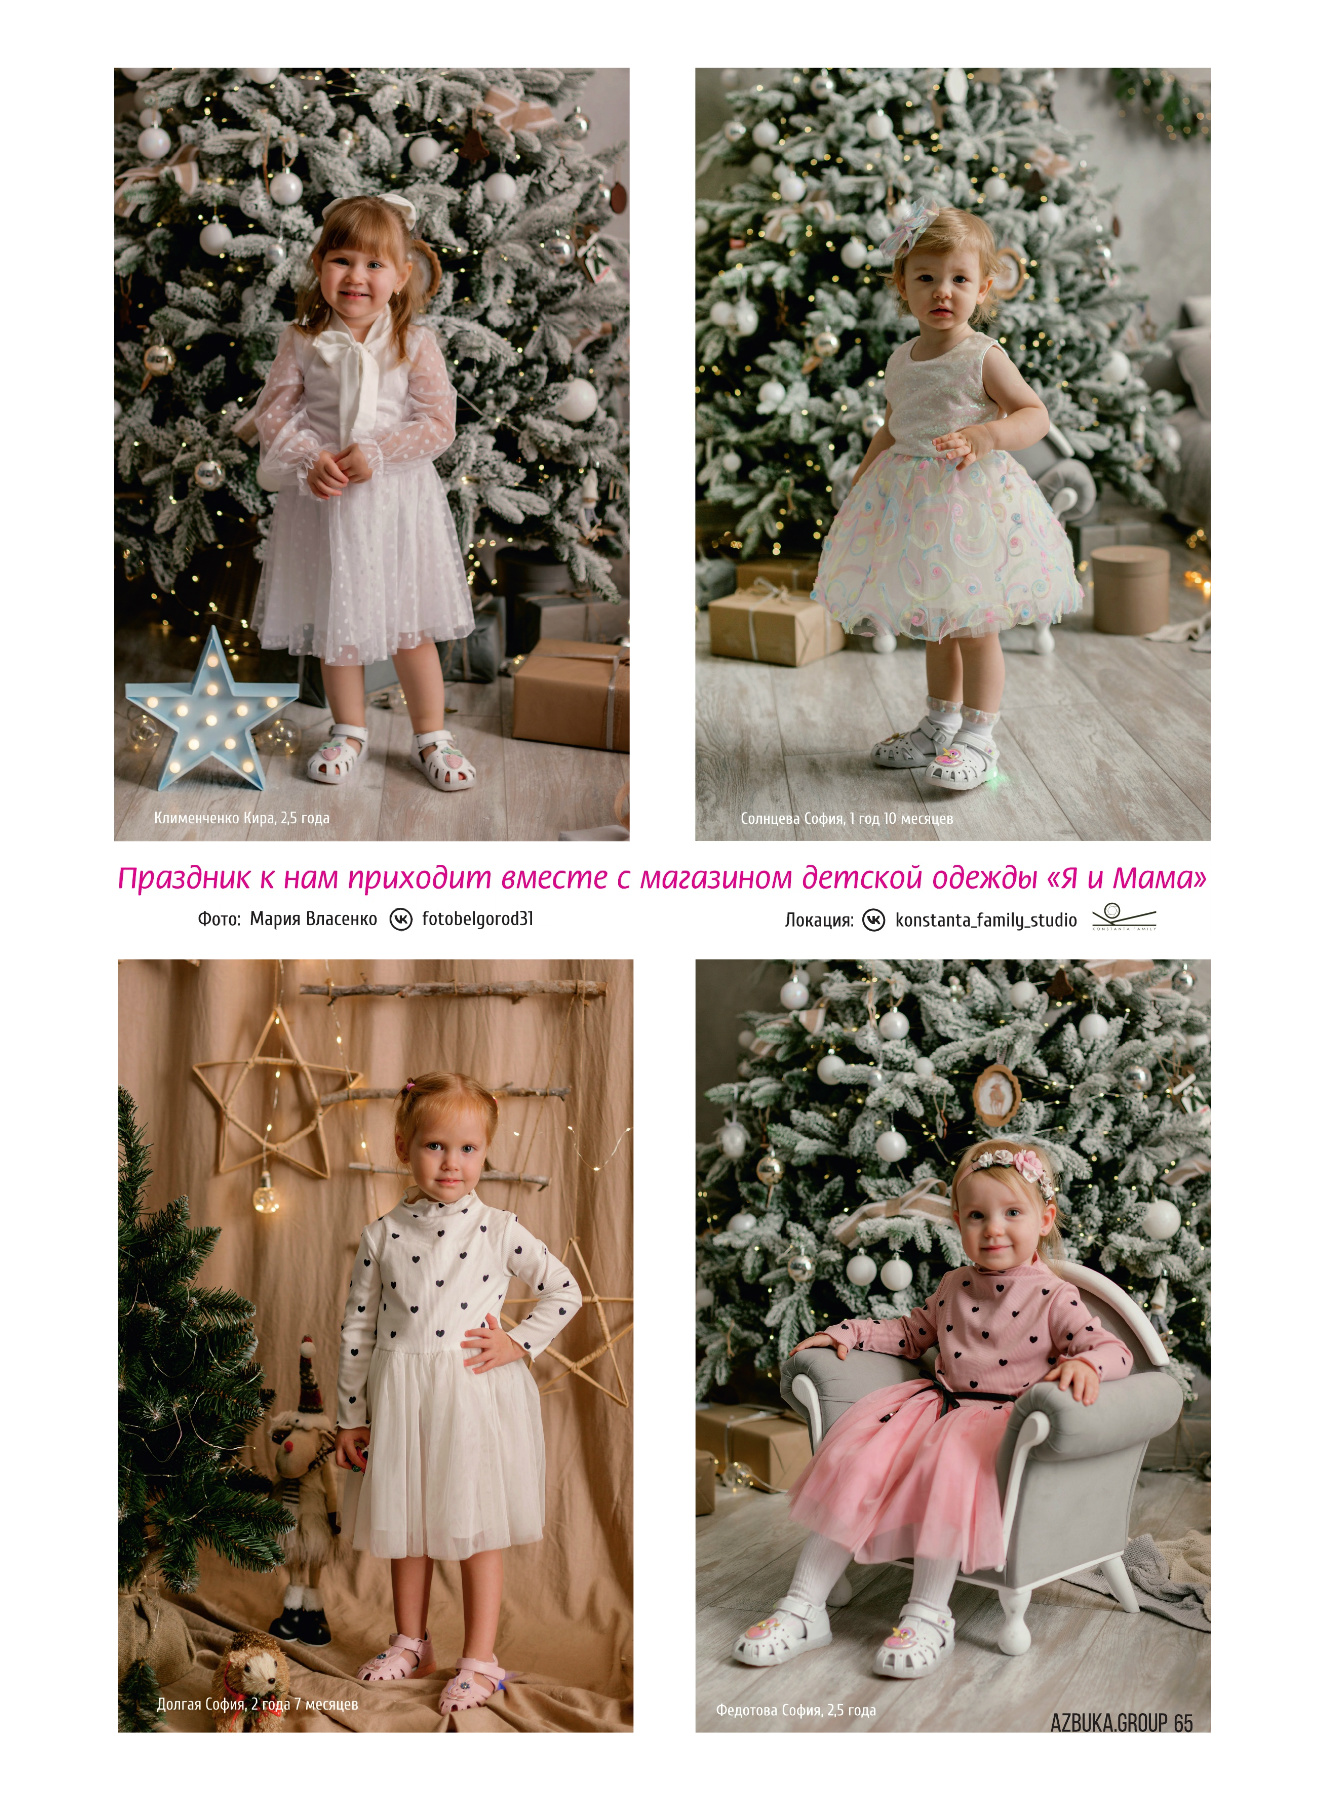 Клименченко Кира, 2,5 года
Солнцева София, 1 год 10 месяцев
Праздник к нам приходит вместе с магазином детской одежды «Я и Мама»
Фото: Мария Власенко fotobelgorod31
Локация: konstanta_family_studio
CONSTANTA FAMILY
Долгая София, 2 года 7 месяцев
Федотова София, 2,5 года
AZBUKA.GROUP 65